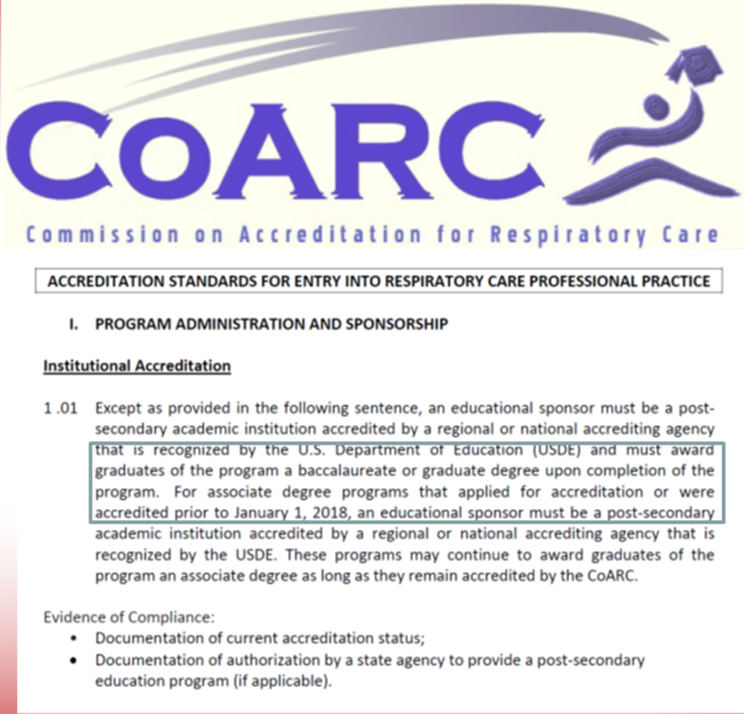 CoARC
Commission on Accreditation for Respiratory Care
ACCREDITATION STANDARDS FOR ENTRY INTO RESPIRATORY CARE PROFESSIONAL PRACTICE
I. PROGRAM ADMINISTRATION AND SPONSORSHIP
Institutional Accreditation
1.01 Except as provided in the following sentence, an educational sponsor must be a post-
secondary academic institution accredited by a regional or national accrediting agency
that is recognized by the U.S. Department of Education (USDE) and must award
graduates of the program a baccalaureate or graduate degree upon completion of the
program. For associate degree programs that applied for accreditation or were
accredited prior to January 1, 2018, an educational sponsor must be a post-secondary
academic institution accredited by a regional or national accrediting agency that is
recognized by the USDE. These programs may continue to award graduates of the
program an associate degree as long as they remain accredited by the CoARC.
Evidence of Compliance:
• Documentation of current accreditation status;
• Documentation of authorization by a state agency to provide a post-secondary
education program (if applicable).